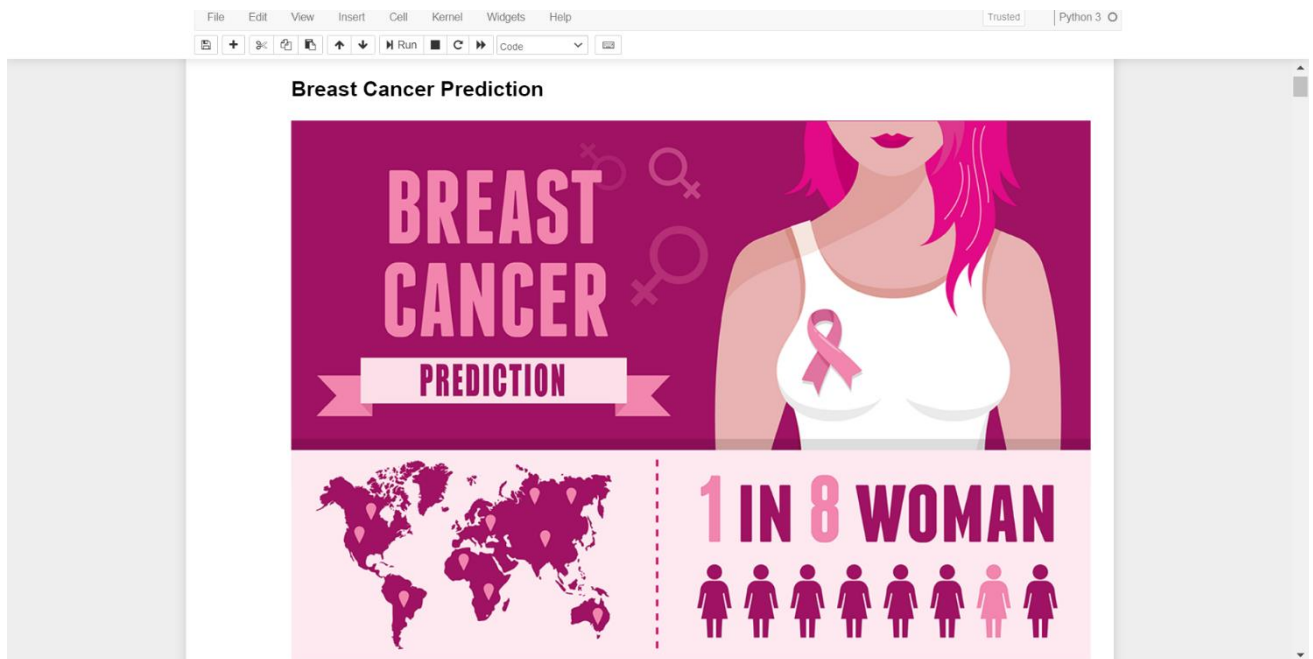 File Edit View Insert Cell Kernel Widgets Help Trusted Python 3
Run Code
Breast Cancer Prediction
BREAST
CANCER
PREDICTION
1 IN 8 WOMAN